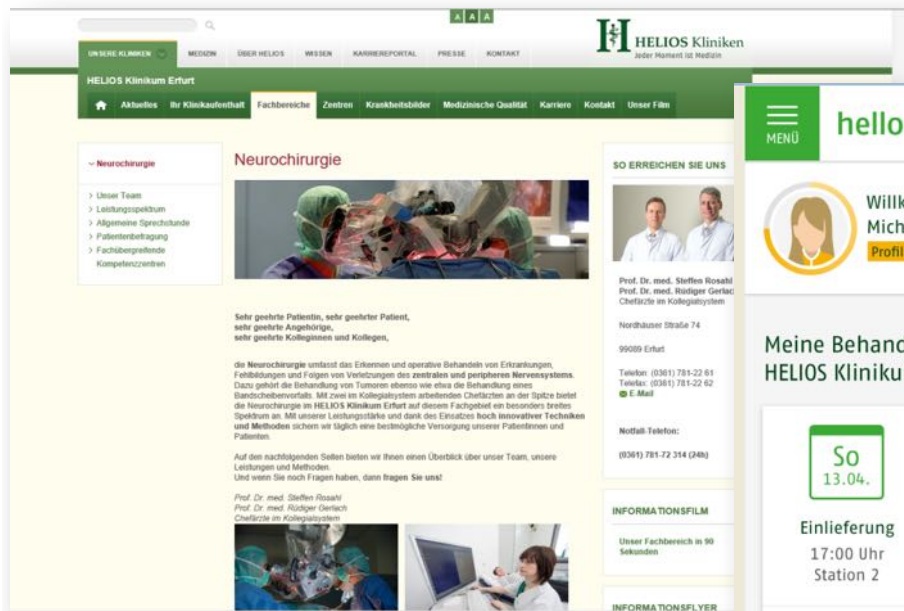 A A A
HELIOS Kliniken
Jeder Moment ist Medizin
UNSERE KLINIKEN MEDIZIN ÜBER HELIOS WISSEN KARRIEREPORTAL PRESSE KONTAKT
HELIOS Klinikum Erfurt
Aktuelles Ihr Klinikaufenthalt Fachbereiche Zentren Krankheitsbilder Medizinische Qualität Karriere Kontakt Unser Film
Neurochirurgie
> Unser Team
> Leistungsspektrum
> Allgemeine Sprechstunde
> Patientenbefragung
> Fachübergreifende
Kompetenzzentren
Neurochirurgie
Sehr geehrte Patientin, sehr geehrter Patient,
sehr geehrte Angehörige,
sehr geehrte Kolleginnen und Kollegen,
die Neurochirurgie umfasst das Erkennen und operative Behandeln von Erkrankungen,
Fehlbildungen und Folgen von Verletzungen des zentralen und peripheren Nervensystems.
Dazu gehört die Behandlung von Tumoren ebenso wie etwa die Behandlung eines
Bandscheibenvorfalls. Mit zwei im Kollegialsystem arbeitenden Chefärzten an der Spitze bietet
die Neurochirurgie im HELIOS Klinikum Erfurt auf diesem Fachgebiet ein besonders breites
Spektrum an. Mit unserer Leistungsstärke und dank des Einsatzes hoch innovativer Techniken
und Methoden sichern wir täglich eine bestmögliche Versorgung unserer Patientinnen und
Patienten.
Auf den nachfolgenden Seiten bieten wir Ihnen einen Überblick über unser Team, unsere
Leistungen und Methoden.
Und wenn Sie noch Fragen haben, dann fragen Sie uns!
Prof. Dr. med. Steffen Rosahl
Prof. Dr. med. Rüdiger Gerlach
Chefärzte im Kollegialsystem
SO ERREICHEN SIE UNS
Prof. Dr. med. Steffen Rosahl
Prof. Dr. med. Rüdiger Gerlach
Chefärzte im Kollegialsystem
Nordhäuser Straße 74
99089 Erfurt
Telefon: (0361) 781-22 61
Telefax: (0361) 781-22 62
E-Mail
Notfall-Telefon:
(0361) 781-72 314 (24h)
INFORMATIONSFILM
Unser Fachbereich in 90
Sekunden
INFORMATIONSFLYER
MENÜ
hello
Willk
Mich
Profil
Meine Behand
HELIOS Kliniku
So
13.04.
Einlieferung
17:00 Uhr
Station 2